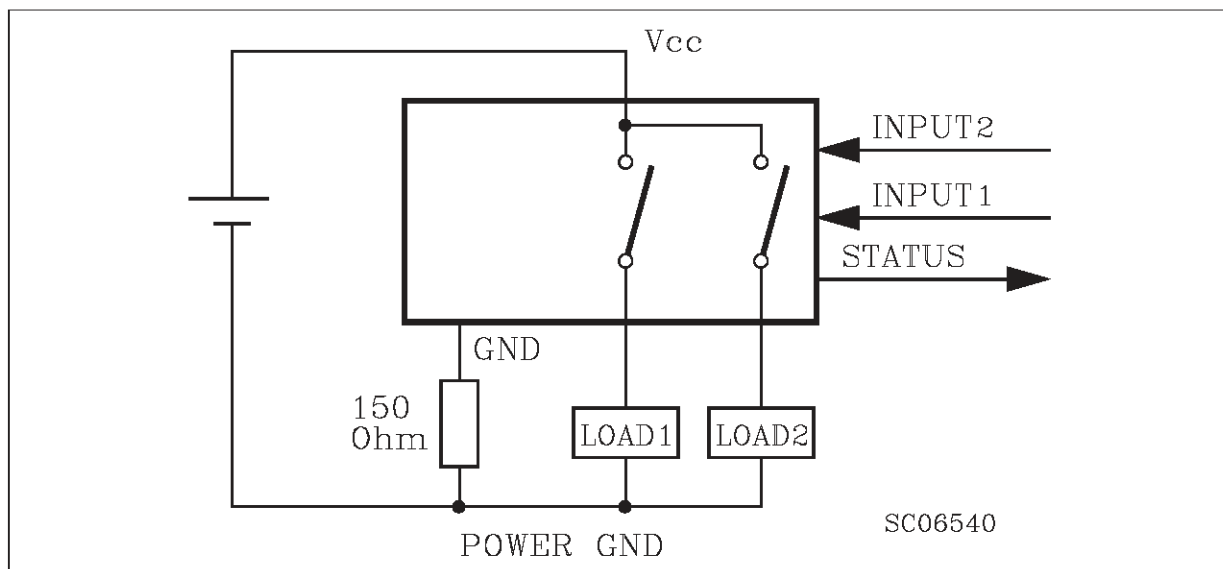 Vcc
INPUT2
INPUT1
STATUS
GND
150
Ohm
LOAD1
LOAD2
POWER GND
SC06540